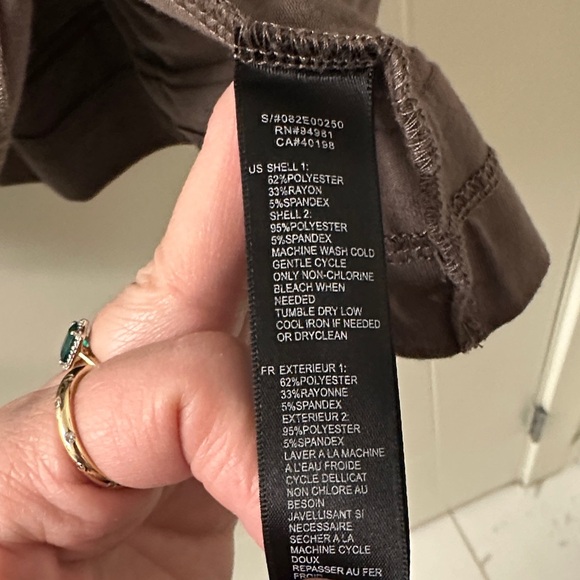 S/#082E00250
RN#94981
CA#40198
US SHELL 1:
62%POLYESTER
33%RAYON
5%SPANDEX
SHELL 2:
95%POLYESTER
5%SPANDEX
MACHINE WASH COLD
GENTLE CYCLE
ONLY NON-CHLORINE
BLEACH WHEN
NEEDED
TUMBLE DRY LOW
COOL IRON IF NEEDED
OR DRYCLEAN
FR EXTERIEUR 1:
62%POLYESTER
33%RAYONNE
5%SPANDEX
EXTERIEUR 2:
95%POLYESTER
5%SPANDEX
LAVER A LA MACHINE
A L'EAU FROIDE
CYCLE DELLICAT
NON CHLORE AU
BESOIN
JAVELLISANT SI
NECESSAIRE
SECHER A LA
MACHINE CYCLE
DOUX
REPASSER AU FER
FROID